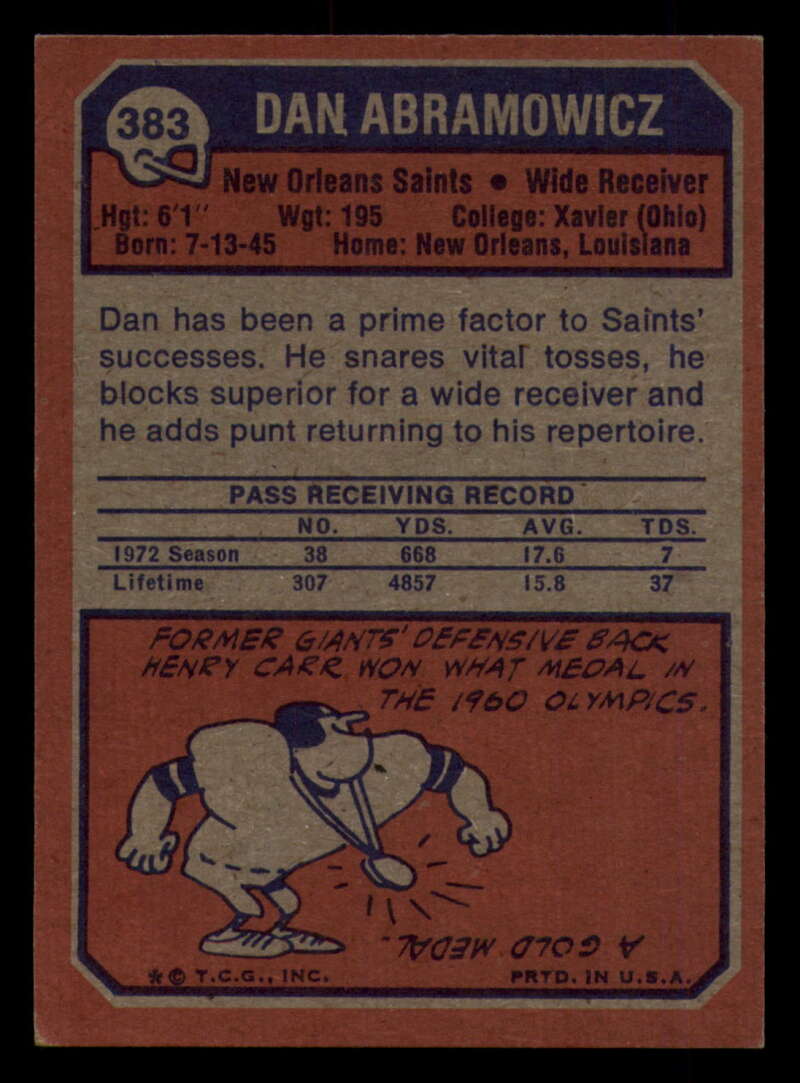 383
DAN ABRAMOWICZ
New Orleans Saints • Wide Receiver
Hgt: 6'1" Wgt: 195 College: Xavier (Ohio)
Born: 7-13-45 Home: New Orleans, Louisiana
Dan has been a prime factor to Saints'
successes. He snares vital tosses, he
blocks superior for a wide receiver and
he adds punt returning to his repertoire.
PASS RECEIVING RECORD
NO. YDS. AVG. TDS.
1972 Season 38 668 17.6 7
Lifetime 307 4857 15.8 37
FORMER GIANTS' DEFENSIVE BACK
HENRY CARR WON WHAT MEDAL IN
THE 1960 OLYMPICS.
A GOLD MEDAL.
* © T.C.G., INC. PRTD. IN U.S.A.